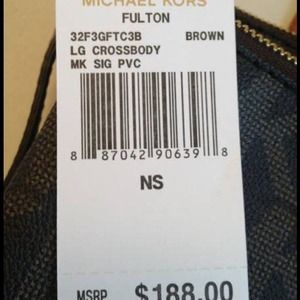 MICHAEL KORS
FULTON
32F3GFTC3B BROWN
LG CROSSBODY
MK SIG PVC
8 87042 90639 8
NS
MSRP $188.00